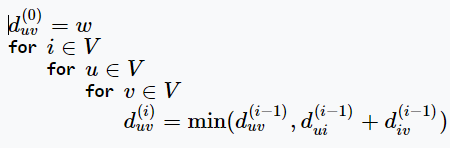 d_{uv}^{(0)} = w
for i ∈ V
for u ∈ V
for v ∈ V
d_{uv}^{(i)} = min(d_{uv}^{(i-1)}, d_{ui}^{(i-1)} + d_{iv}^{(i-1)})